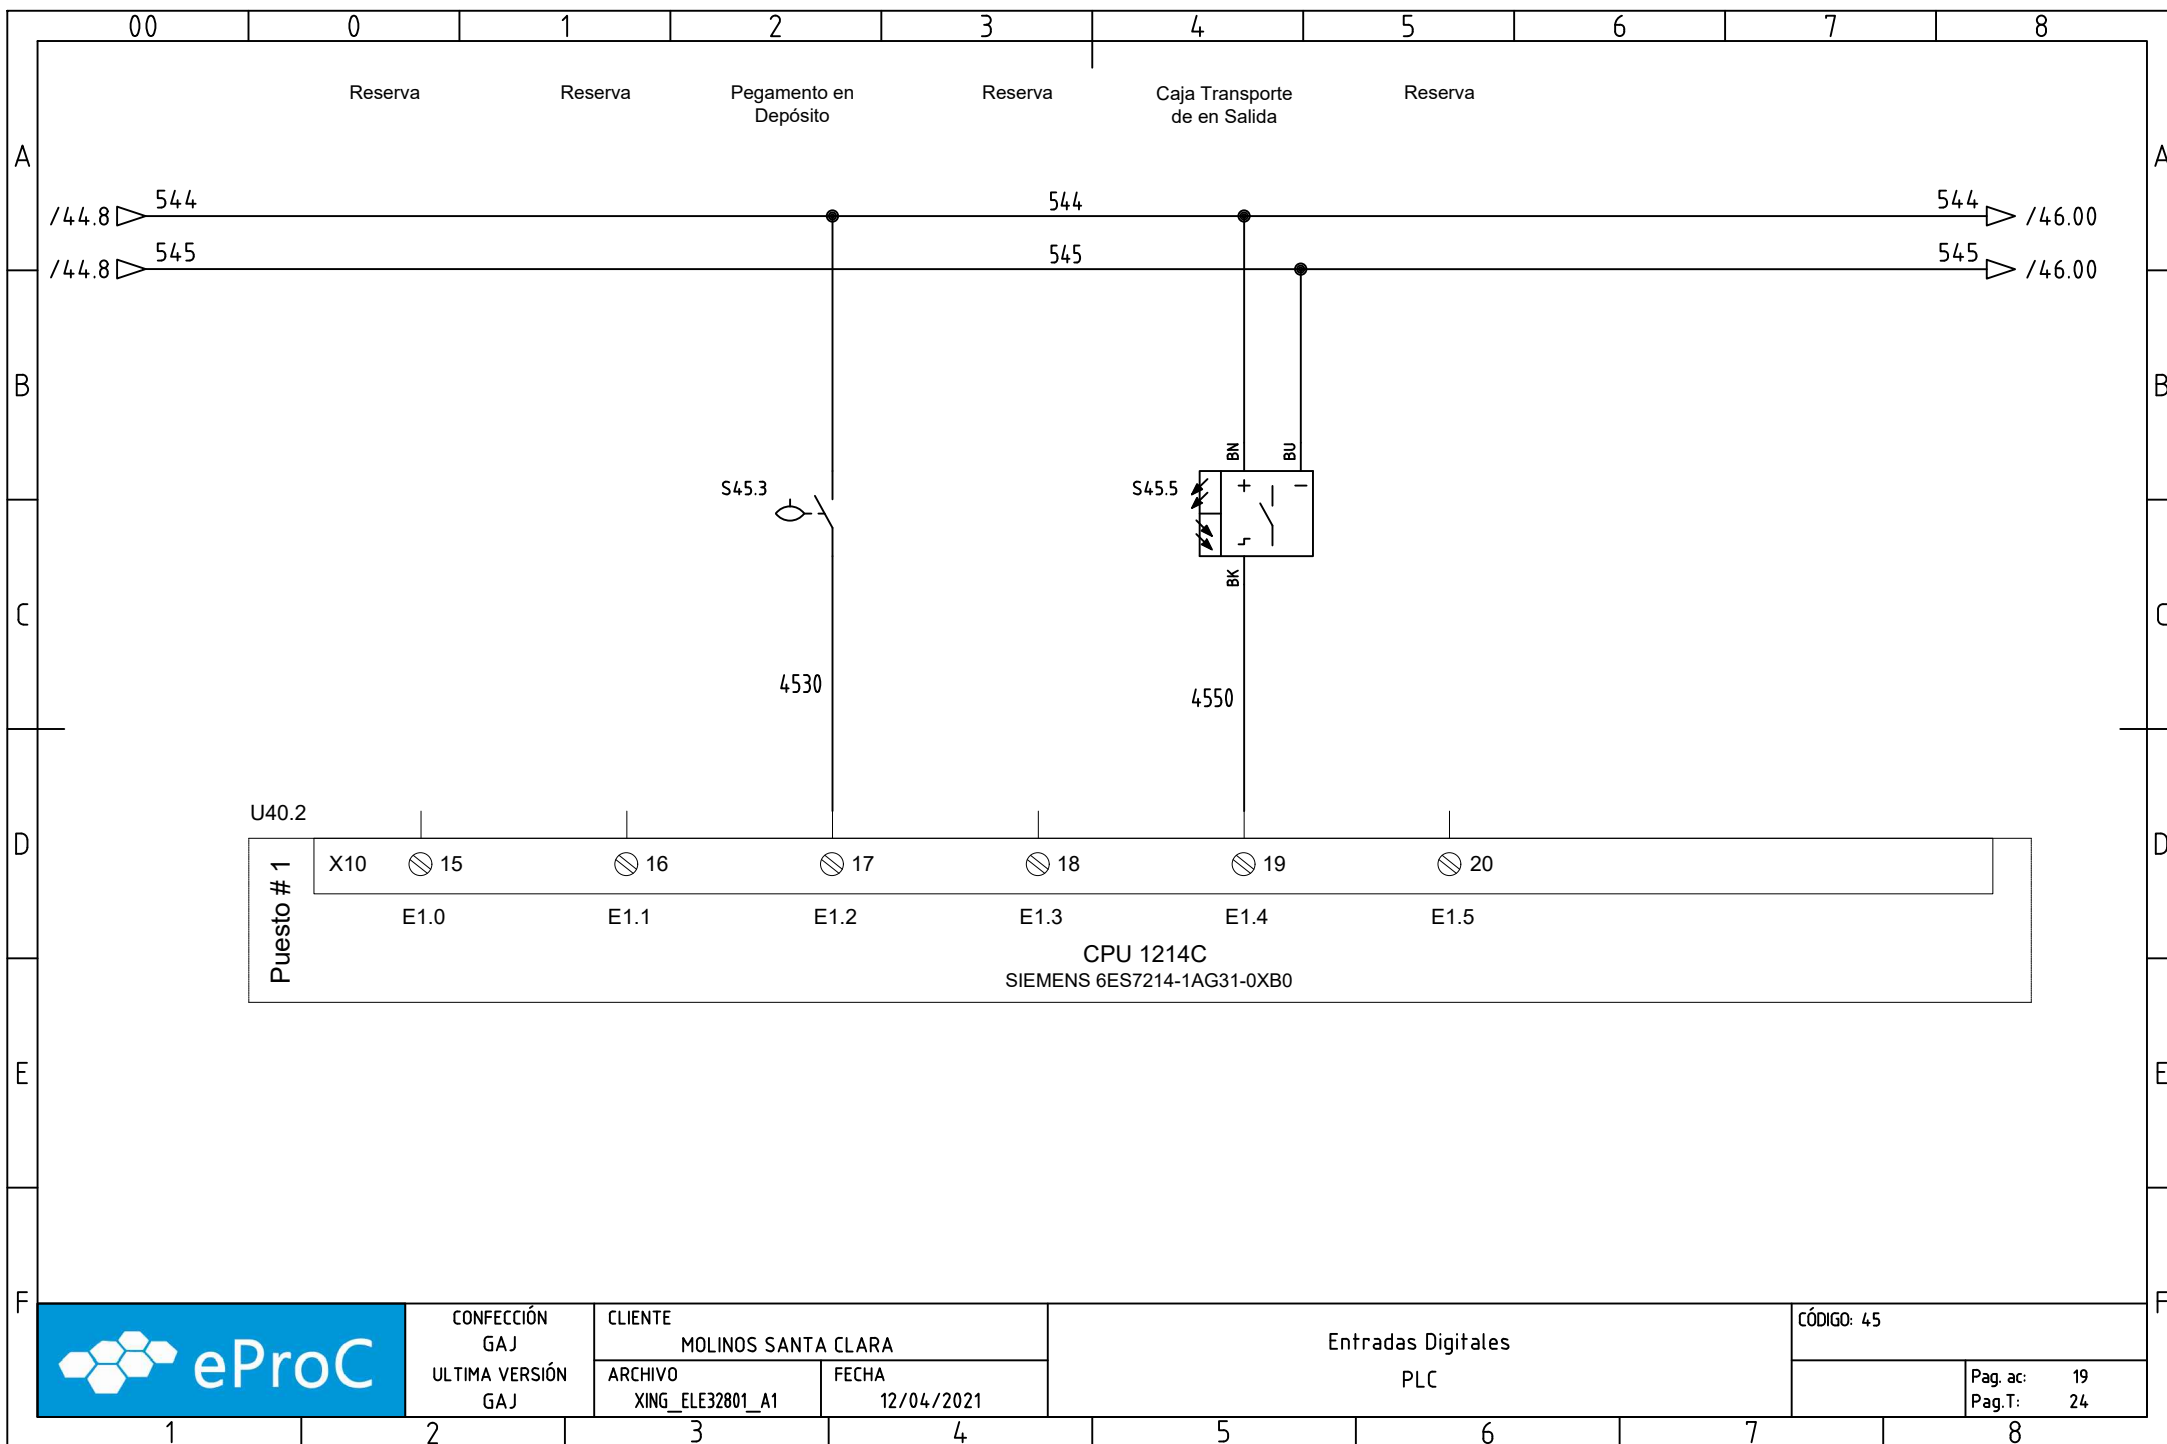 00 0 1 2 3 4 5 6 7 8
Reserva Reserva Pegamento en Reserva Caja Transporte Reserva
Depósito de en Salida
A A
/44.8 544 544 544 /46.00
/44.8 545 545 545 /46.00
B B
BN BU
S45.3 S45.5 + −
BK
C C
4530 4550
U40.2
D D
Puesto # 1
X10 15 16 17 18 19 20
E1.0 E1.1 E1.2 E1.3 E1.4 E1.5
CPU 1214C
SIEMENS 6ES7214-1AG31-0XB0
E E
F F
eProC
CONFECCIÓN
GAJ
ULTIMA VERSIÓN
GAJ
CLIENTE
MOLINOS SANTA CLARA
ARCHIVO
XING_ELE32801_A1
FECHA
12/04/2021
Entradas Digitales
PLC
CÓDIGO: 45
Pag. ac: 19
Pag.T: 24
1 2 3 4 5 6 7 8